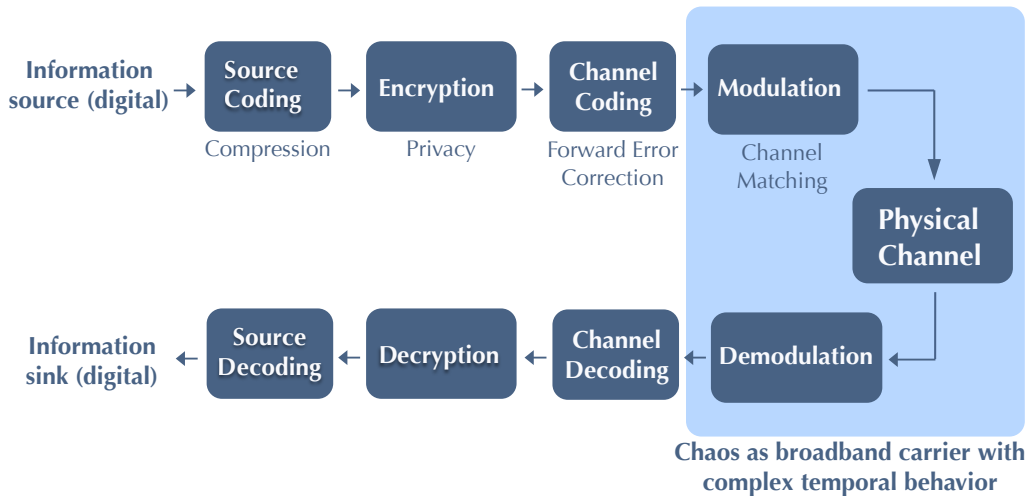 Information
source (digital)
Source
Coding
Compression
Encryption
Privacy
Channel
Coding
Forward Error
Correction
Modulation
Channel
Matching
Physical
Channel
Demodulation
Channel
Decoding
Decryption
Source
Decoding
Information
sink (digital)
Chaos as broadband carrier with
complex temporal behavior